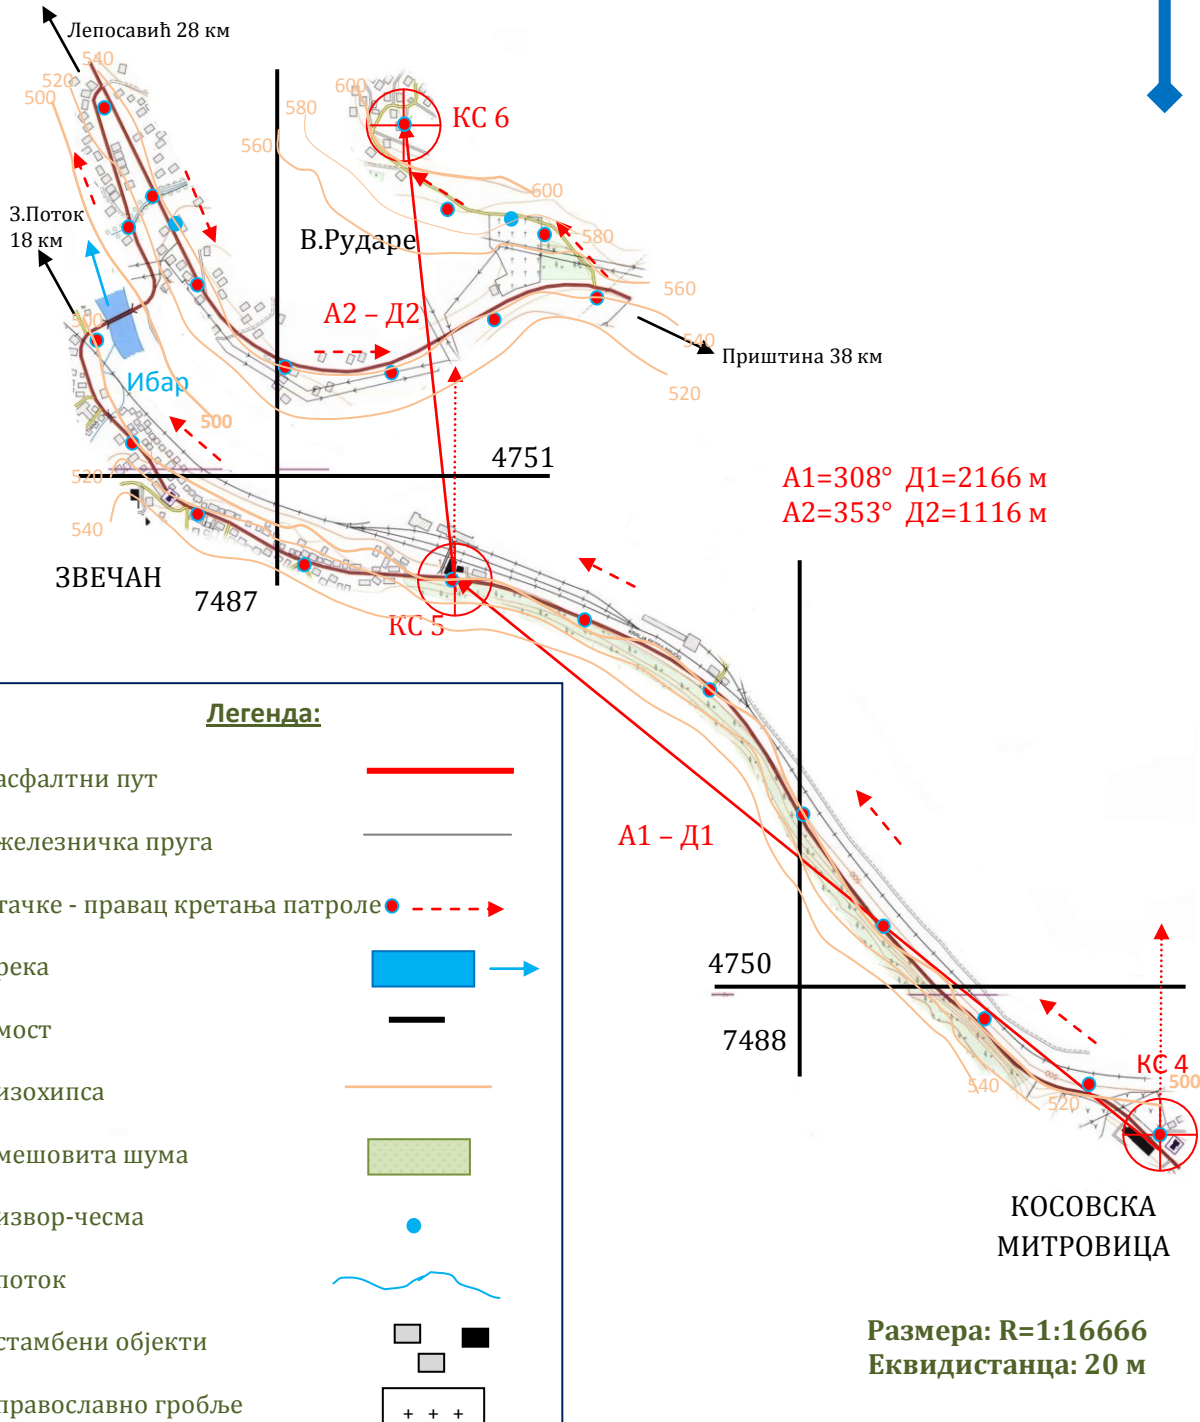 Лепосавић 28 км
540
520
500
600
580
560
КС 6
600
580
560
540
520
З.Поток
18 км
В.Рударе
А2 – Д2
500
Приштина 38 км
Ибар
500
4751
520
540
А1=308° Д1=2166 м
А2=353° Д2=1116 м
ЗВЕЧАН
7487
КС 5
А1 – Д1
500
4750
7488
КС 4
500
500
540
520
КОСОВСКА
МИТРОВИЦА
Размера: R=1:16666
Еквидистанца: 20 м
Легенда:
асфалтни пут
железничка пруга
тачке - правац кретања патроле
река
мост
изохипса
мешовита шума
извор-чесма
поток
стамбени објекти
православно гробље